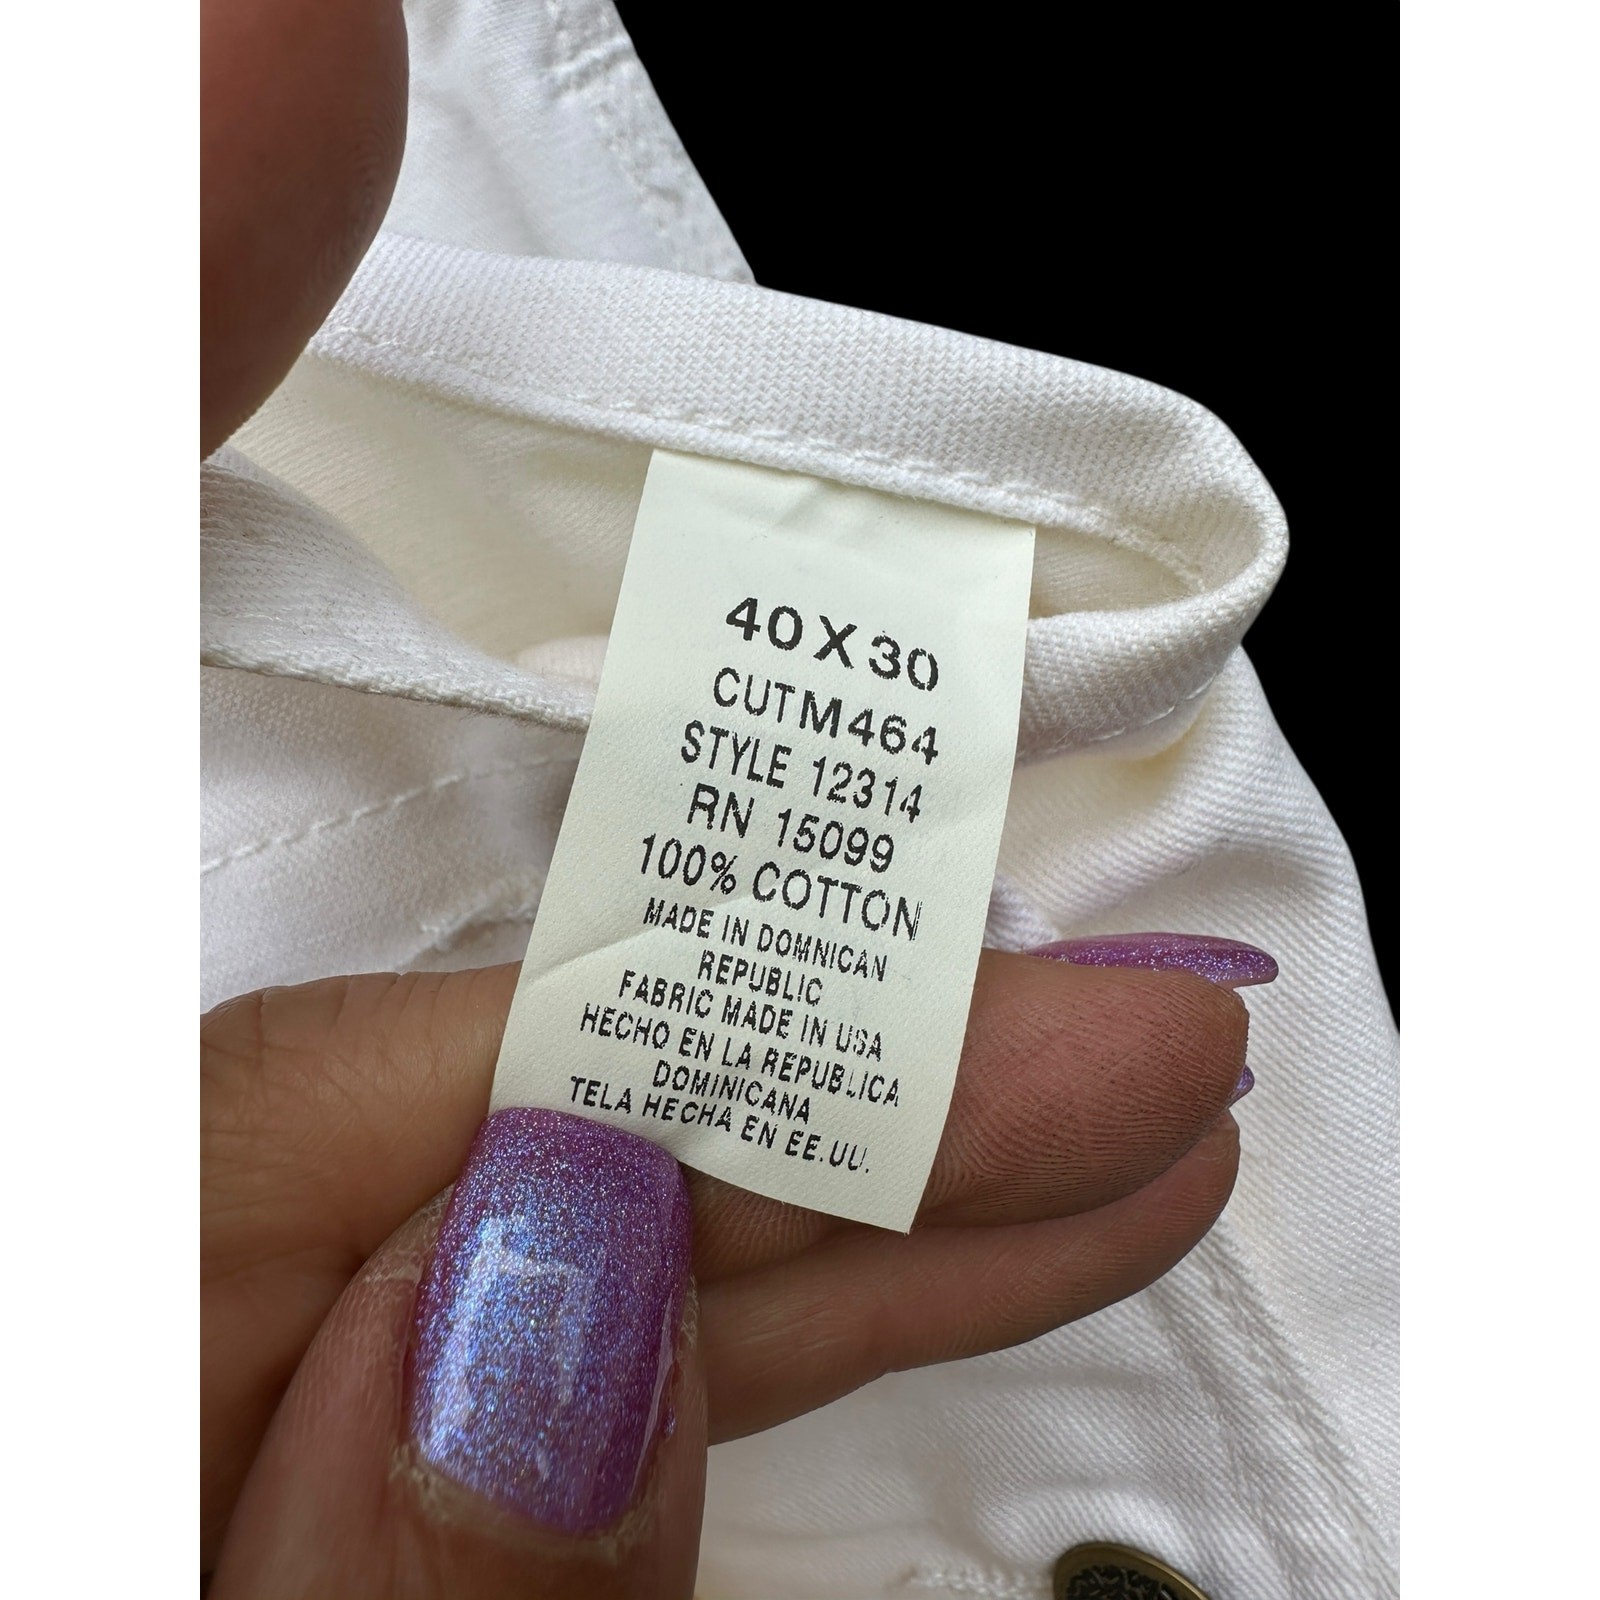 40X30
CUTM464
STYLE 12314
RN 15099
100% COTTON
MADE IN DOMNICAN
REPUBLIC
FABRIC MADE IN USA
HECHO EN LA REPUBLICA
DOMINICANA
TELA HECHA EN EE.UU.